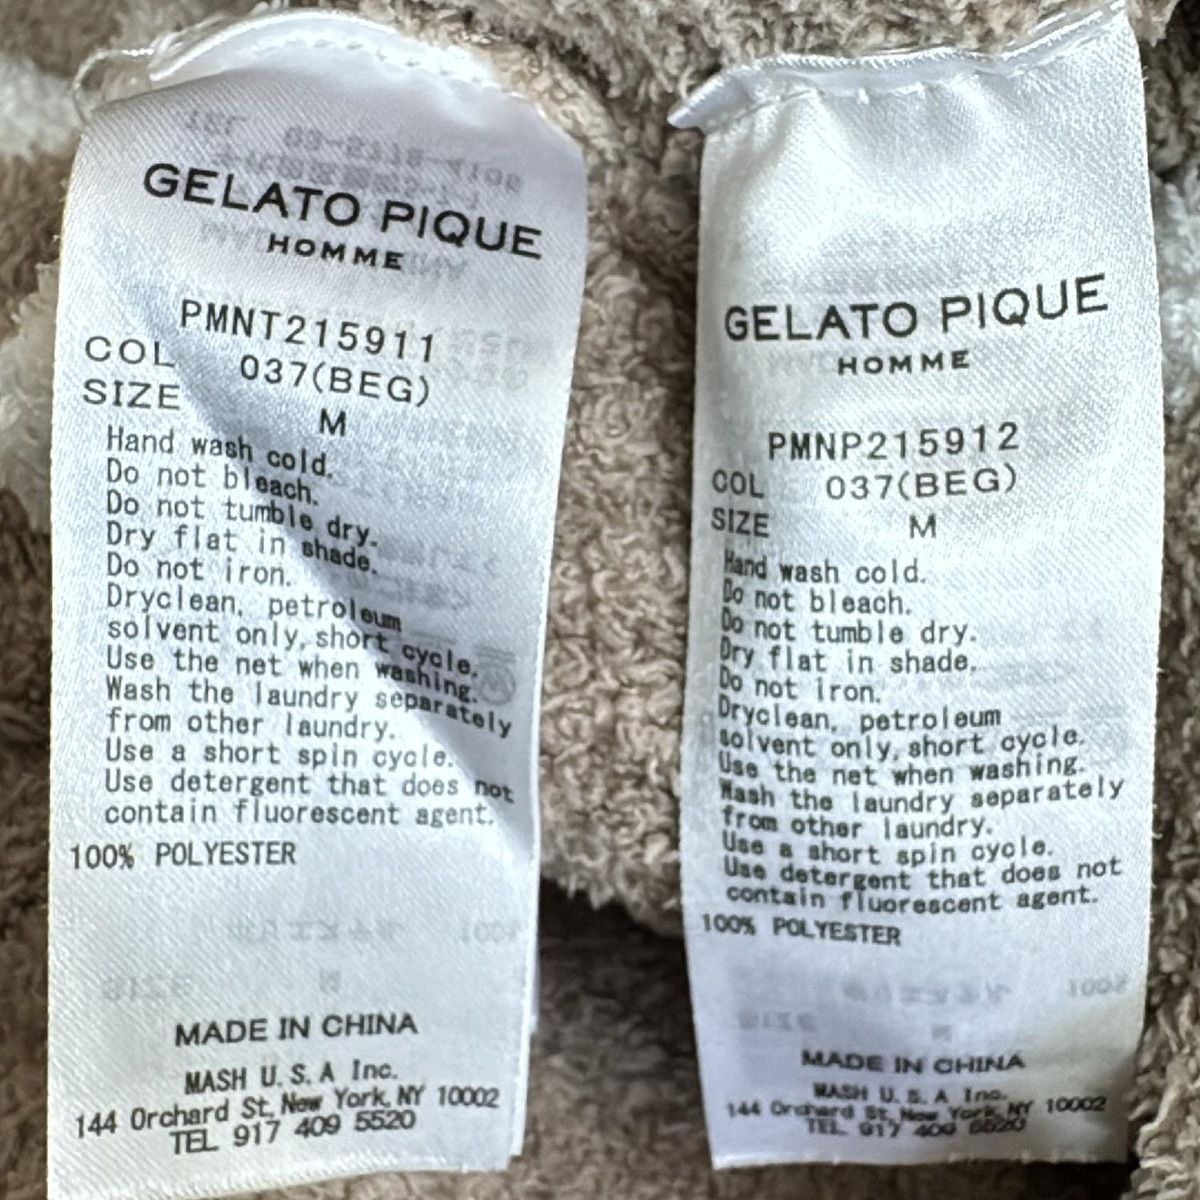 GELATO PIQUE
HOMME
PMNT215911
COL 037(BEG)
SIZE M
Hand wash cold.
Do not bleach.
Do not tumble dry.
Dry flat in shade.
Do not iron.
Dryclean, petroleum
solvent only, short cycle.
Use the net when washing.
Wash the laundry separately
from other laundry.
Use a short spin cycle.
Use detergent that does not
contain fluorescent agent.
100% POLYESTER
MADE IN CHINA
MASH U.S.A Inc.
144 Orchard St, New York, NY 10002
TEL 917 409 5520
GELATO PIQUE
HOMME
PMNP215912
COL 037(BEG)
SIZE M
Hand wash cold.
Do not bleach.
Do not tumble dry.
Dry flat in shade.
Do not iron.
Dryclean, petroleum
solvent only, short cycle.
Use the net when washing.
Wash the laundry separately
from other laundry.
Use a short spin cycle.
Use detergent that does not
contain fluorescent agent.
100% POLYESTER
MADE IN CHINA
MASH U.S.A Inc.
144 Orchard St, New York, NY 10002
TEL 917 409 5520